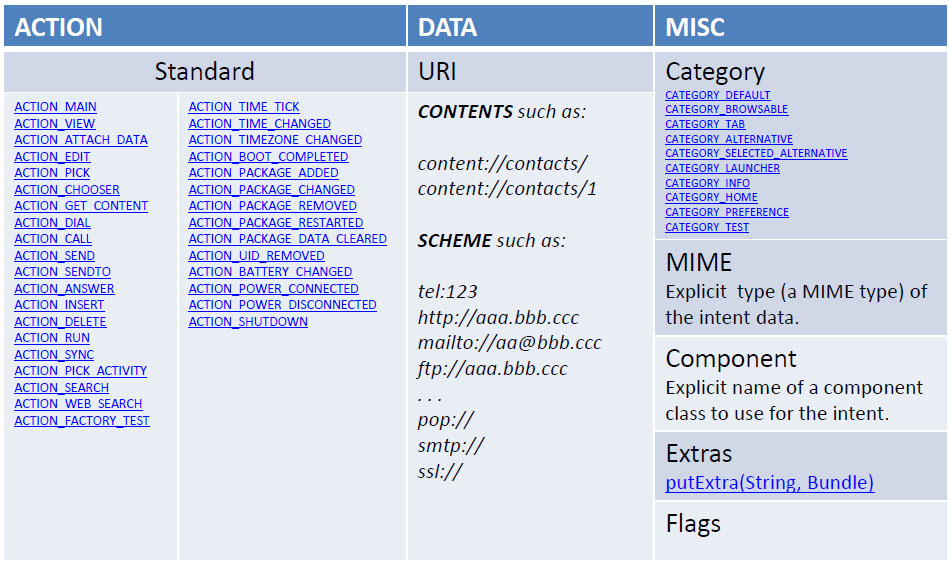 ACTION
DATA
MISC
Standard
URI
Category
ACTION_MAIN
ACTION_VIEW
ACTION_ATTACH_DATA
ACTION_EDIT
ACTION_PICK
ACTION_CHOOSER
ACTION_GET_CONTENT
ACTION_DIAL
ACTION_CALL
ACTION_SEND
ACTION_SENDTO
ACTION_ANSWER
ACTION_INSERT
ACTION_DELETE
ACTION_RUN
ACTION_SYNC
ACTION_PICK_ACTIVITY
ACTION_SEARCH
ACTION_WEB_SEARCH
ACTION_FACTORY_TEST
ACTION_TIME_TICK
ACTION_TIME_CHANGED
ACTION_TIMEZONE_CHANGED
ACTION_BOOT_COMPLETED
ACTION_PACKAGE_ADDED
ACTION_PACKAGE_CHANGED
ACTION_PACKAGE_REMOVED
ACTION_PACKAGE_RESTARTED
ACTION_PACKAGE_DATA_CLEARED
ACTION_UID_REMOVED
ACTION_BATTERY_CHANGED
ACTION_POWER_CONNECTED
ACTION_POWER_DISCONNECTED
ACTION_SHUTDOWN
CONTENTS such as:
content://contacts/
content://contacts/1
SCHEME such as:
tel:123
http://aaa.bbb.ccc
mailto://aa@bbb.ccc
ftp://aaa.bbb.ccc
. . .
pop://
smtp://
ssl://
CATEGORY_DEFAULT
CATEGORY_BROWSABLE
CATEGORY_TAB
CATEGORY_ALTERNATIVE
CATEGORY_SELECTED_ALTERNATIVE
CATEGORY_LAUNCHER
CATEGORY_INFO
CATEGORY_HOME
CATEGORY_PREFERENCE
CATEGORY_TEST
MIME
Explicit type (a MIME type) of
the intent data.
Component
Explicit name of a component
class to use for the intent.
Extras
putExtra(String, Bundle)
Flags